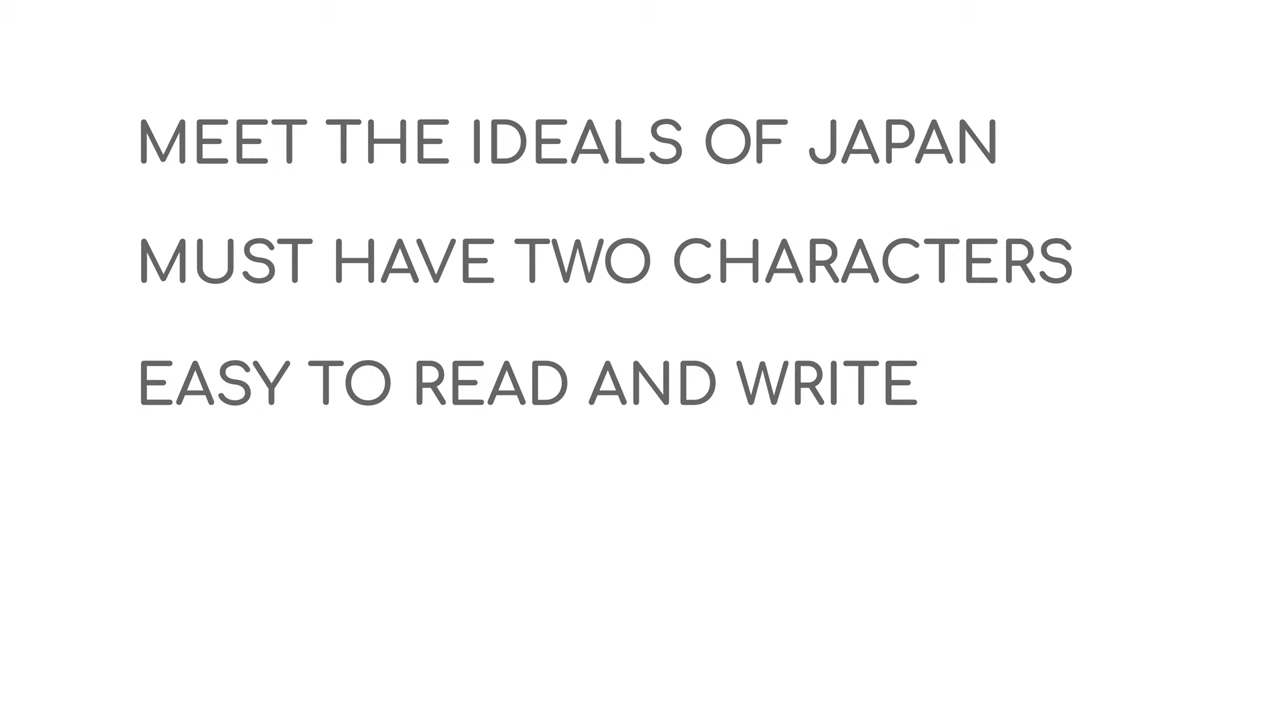 MEET THE IDEALS OF JAPAN
MUST HAVE TWO CHARACTERS
EASY TO READ AND WRITE